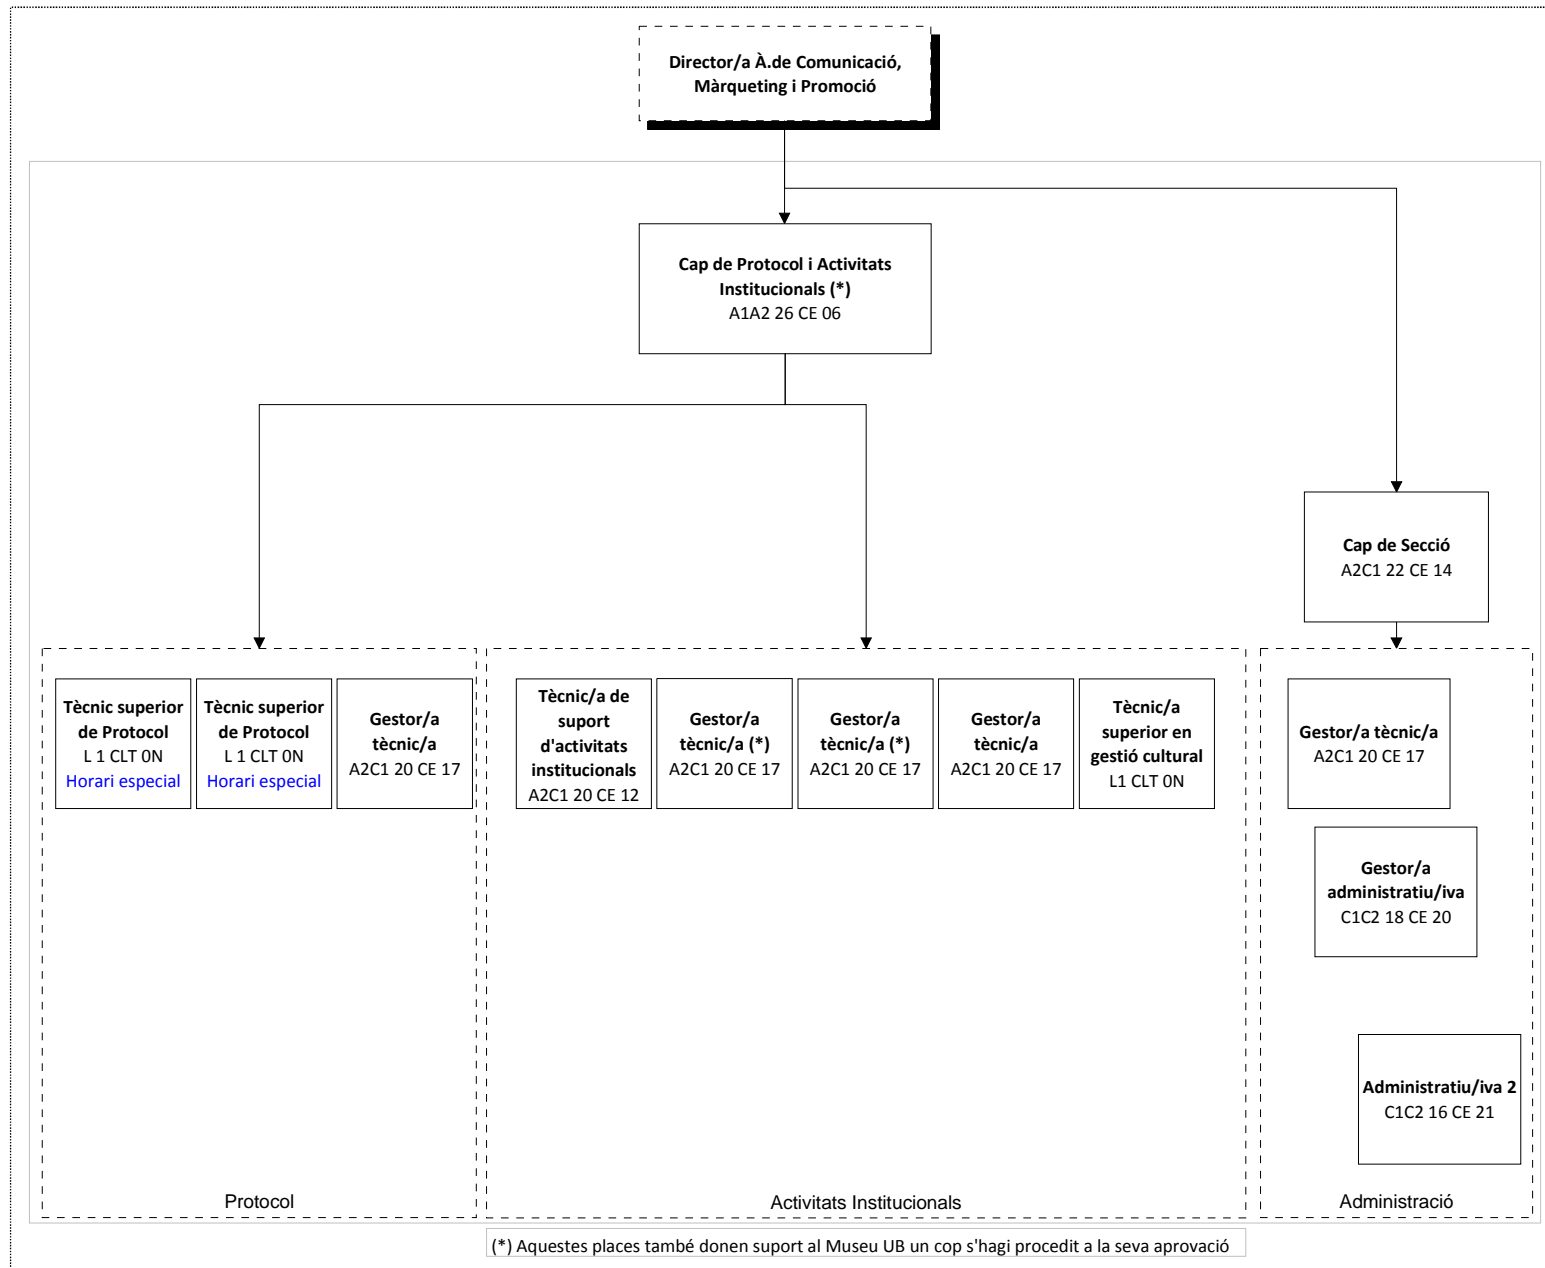 Director/a À.de Comunicació,
Màrqueting i Promoció
Cap de Protocol i Activitats
Institucionals (*)
A1A2 26 CE 06
Cap de Secció
A2C1 22 CE 14
Tècnic superior
de Protocol
L 1 CLT 0N
Horari especial
Tècnic superior
de Protocol
L 1 CLT 0N
Horari especial
Gestor/a
tècnic/a
A2C1 20 CE 17
Tècnic/a de
suport
d'activitats
institucionals
A2C1 20 CE 12
Gestor/a
tècnic/a (*)
A2C1 20 CE 17
Gestor/a
tècnic/a (*)
A2C1 20 CE 17
Gestor/a
tècnic/a
A2C1 20 CE 17
Tècnic/a
superior en
gestió cultural
L1 CLT 0N
Gestor/a tècnic/a
A2C1 20 CE 17
Gestor/a
administratiu/iva
C1C2 18 CE 20
Administratiu/iva 2
C1C2 16 CE 21
Protocol
Activitats Institucionals
Administració
(*) Aquestes places també donen suport al Museu UB un cop s'hagi procedit a la seva aprovació